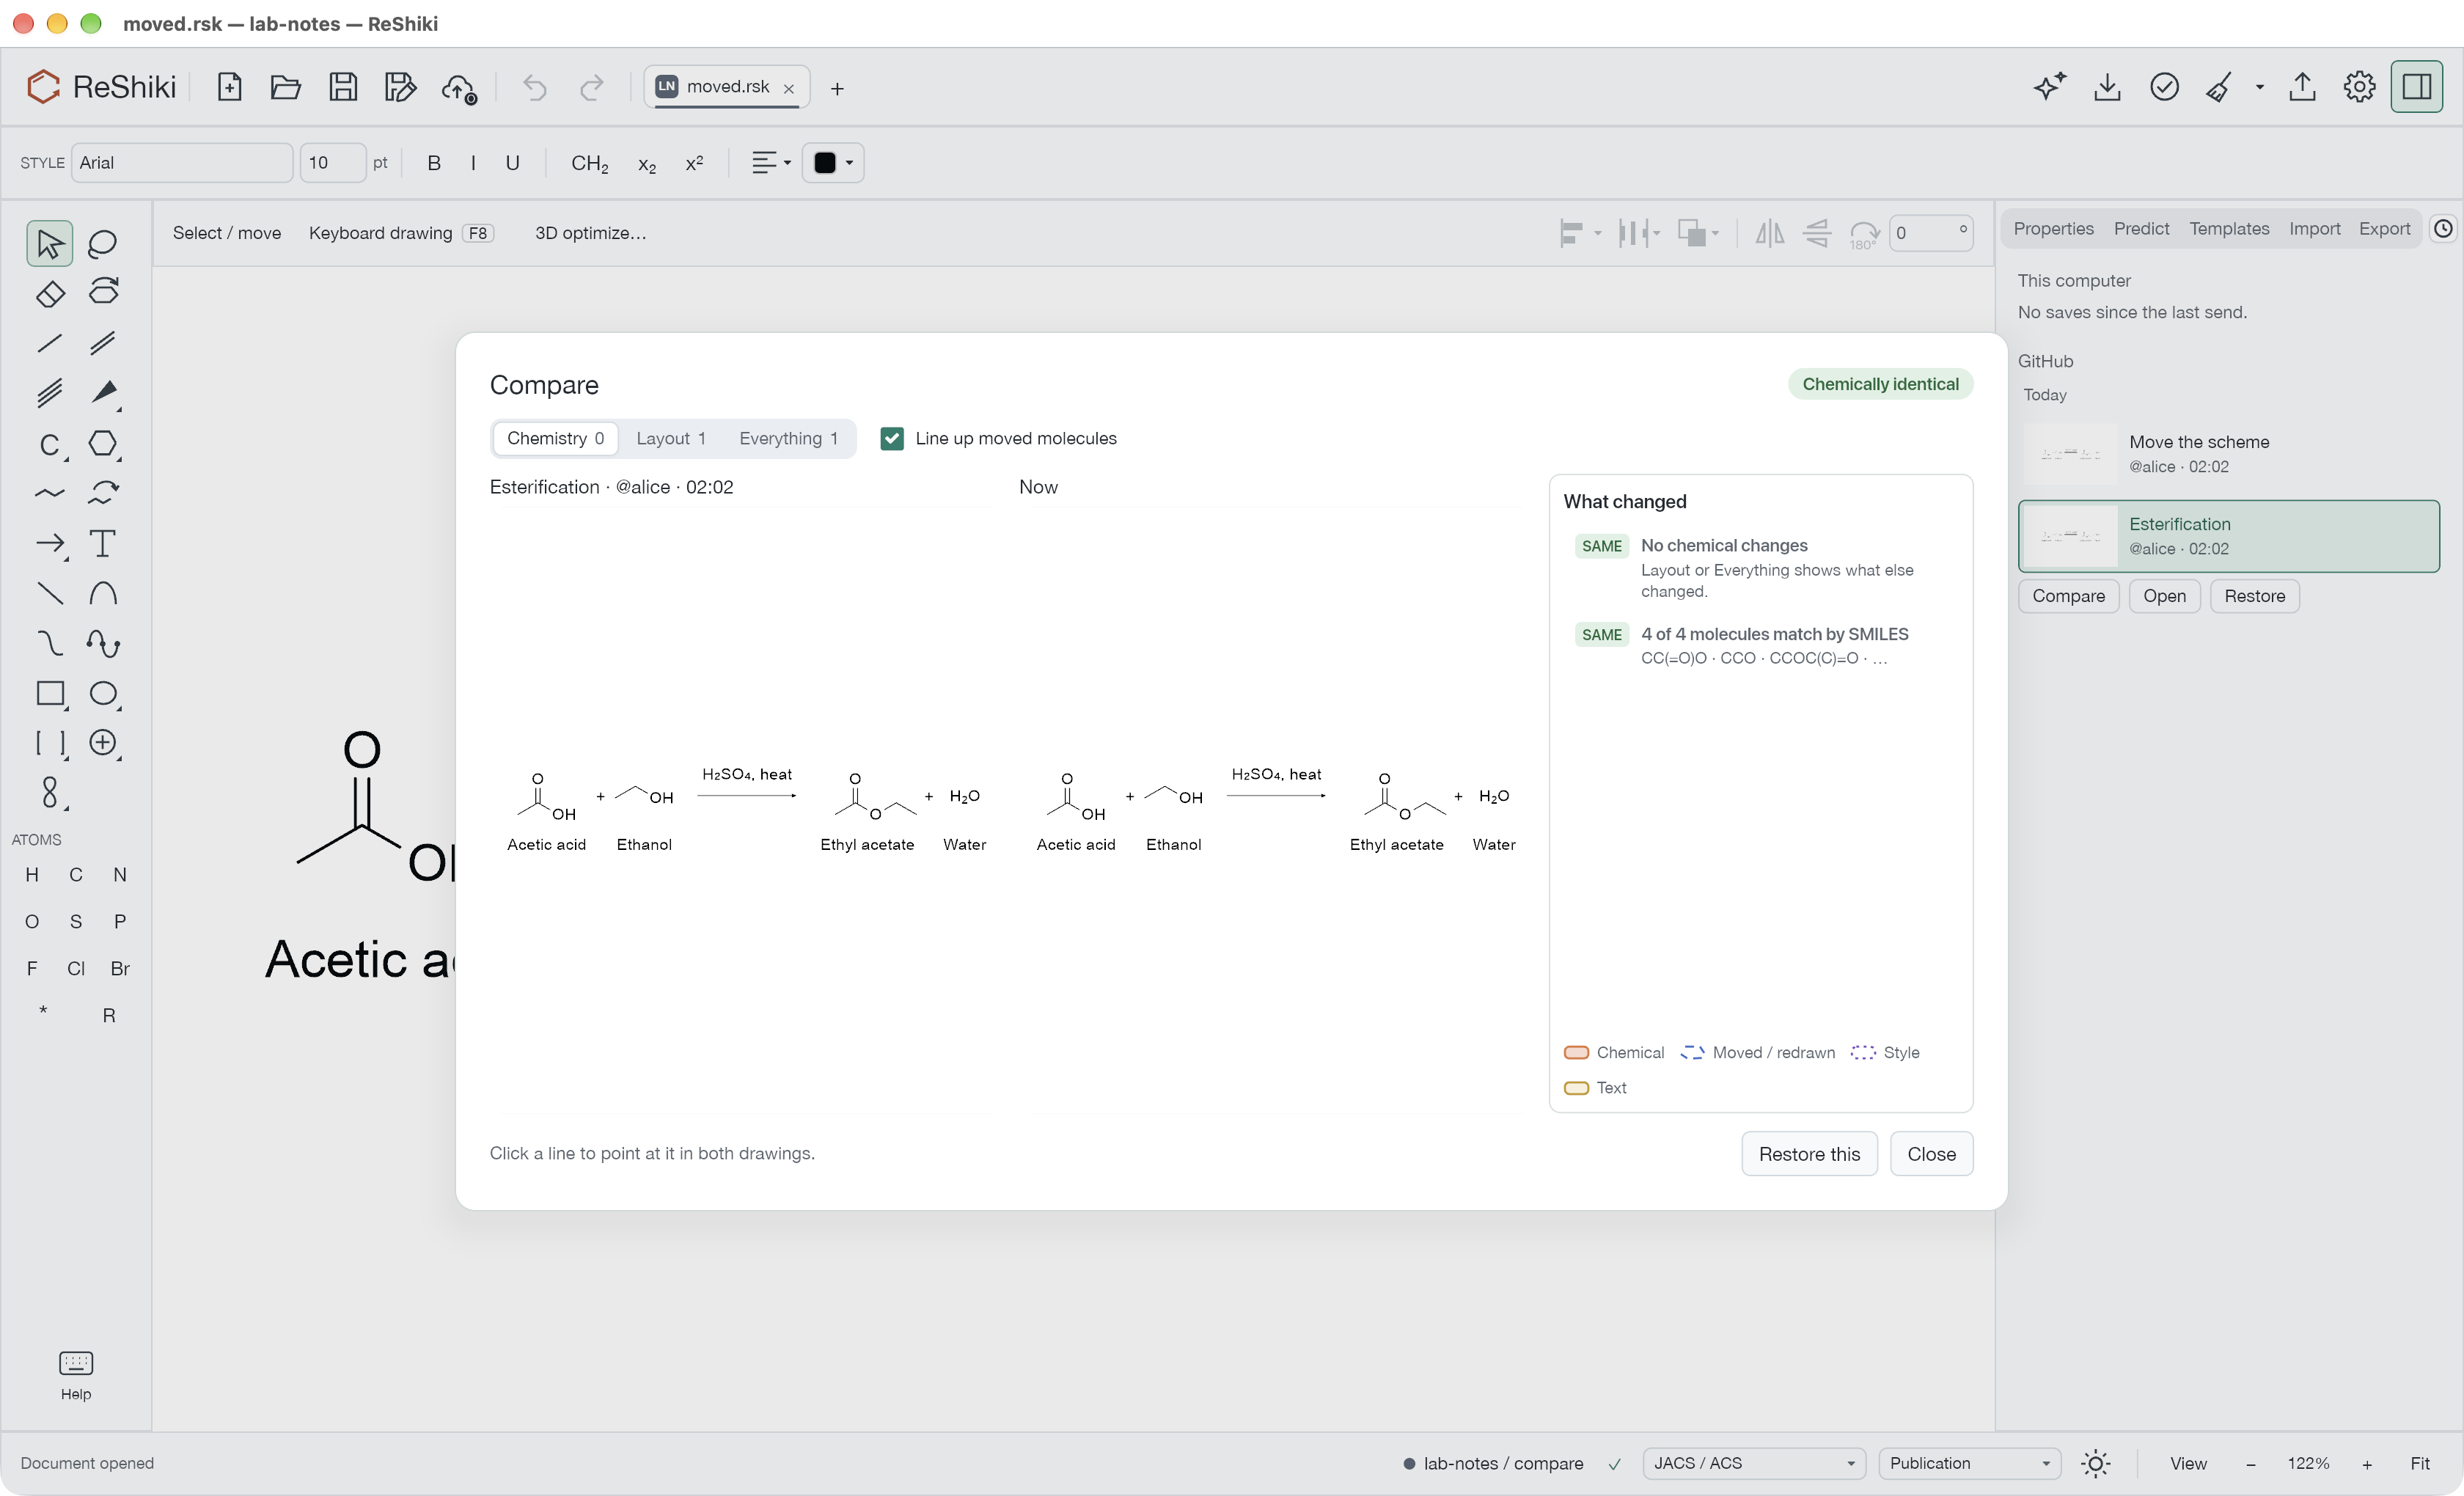 moved.rsk — lab-notes — ReShiki
ReShiki
LN moved.rsk × +
STYLE Arial 10 pt B I U CH₂ x₂ x²
Select / move Keyboard drawing F8 3D optimize...
180° 0 °
Properties Predict Templates Import Export
This computer
No saves since the last send.
GitHub
Today
Move the scheme
@alice · 02:02
Esterification
@alice · 02:02
Compare Open Restore
C
T
ATOMS
H C N
O S P
F Cl Br
* R
Help
O
Acetic a
Compare
Chemically identical
Chemistry 0 Layout 1 Everything 1 Line up moved molecules
Esterification · @alice · 02:02
Now
O OH + OH H₂SO₄, heat O O + H₂O
Acetic acid Ethanol Ethyl acetate Water
O OH + OH H₂SO₄, heat O O + H₂O
Acetic acid Ethanol Ethyl acetate Water
What changed
SAME No chemical changes
Layout or Everything shows what else
changed.
SAME 4 of 4 molecules match by SMILES
CC(=O)O · CCO · CCOC(C)=O · ...
Chemical Moved / redrawn Style
Text
Click a line to point at it in both drawings.
Restore this Close
Document opened
lab-notes / compare ✓ JACS / ACS Publication View − 122% + Fit